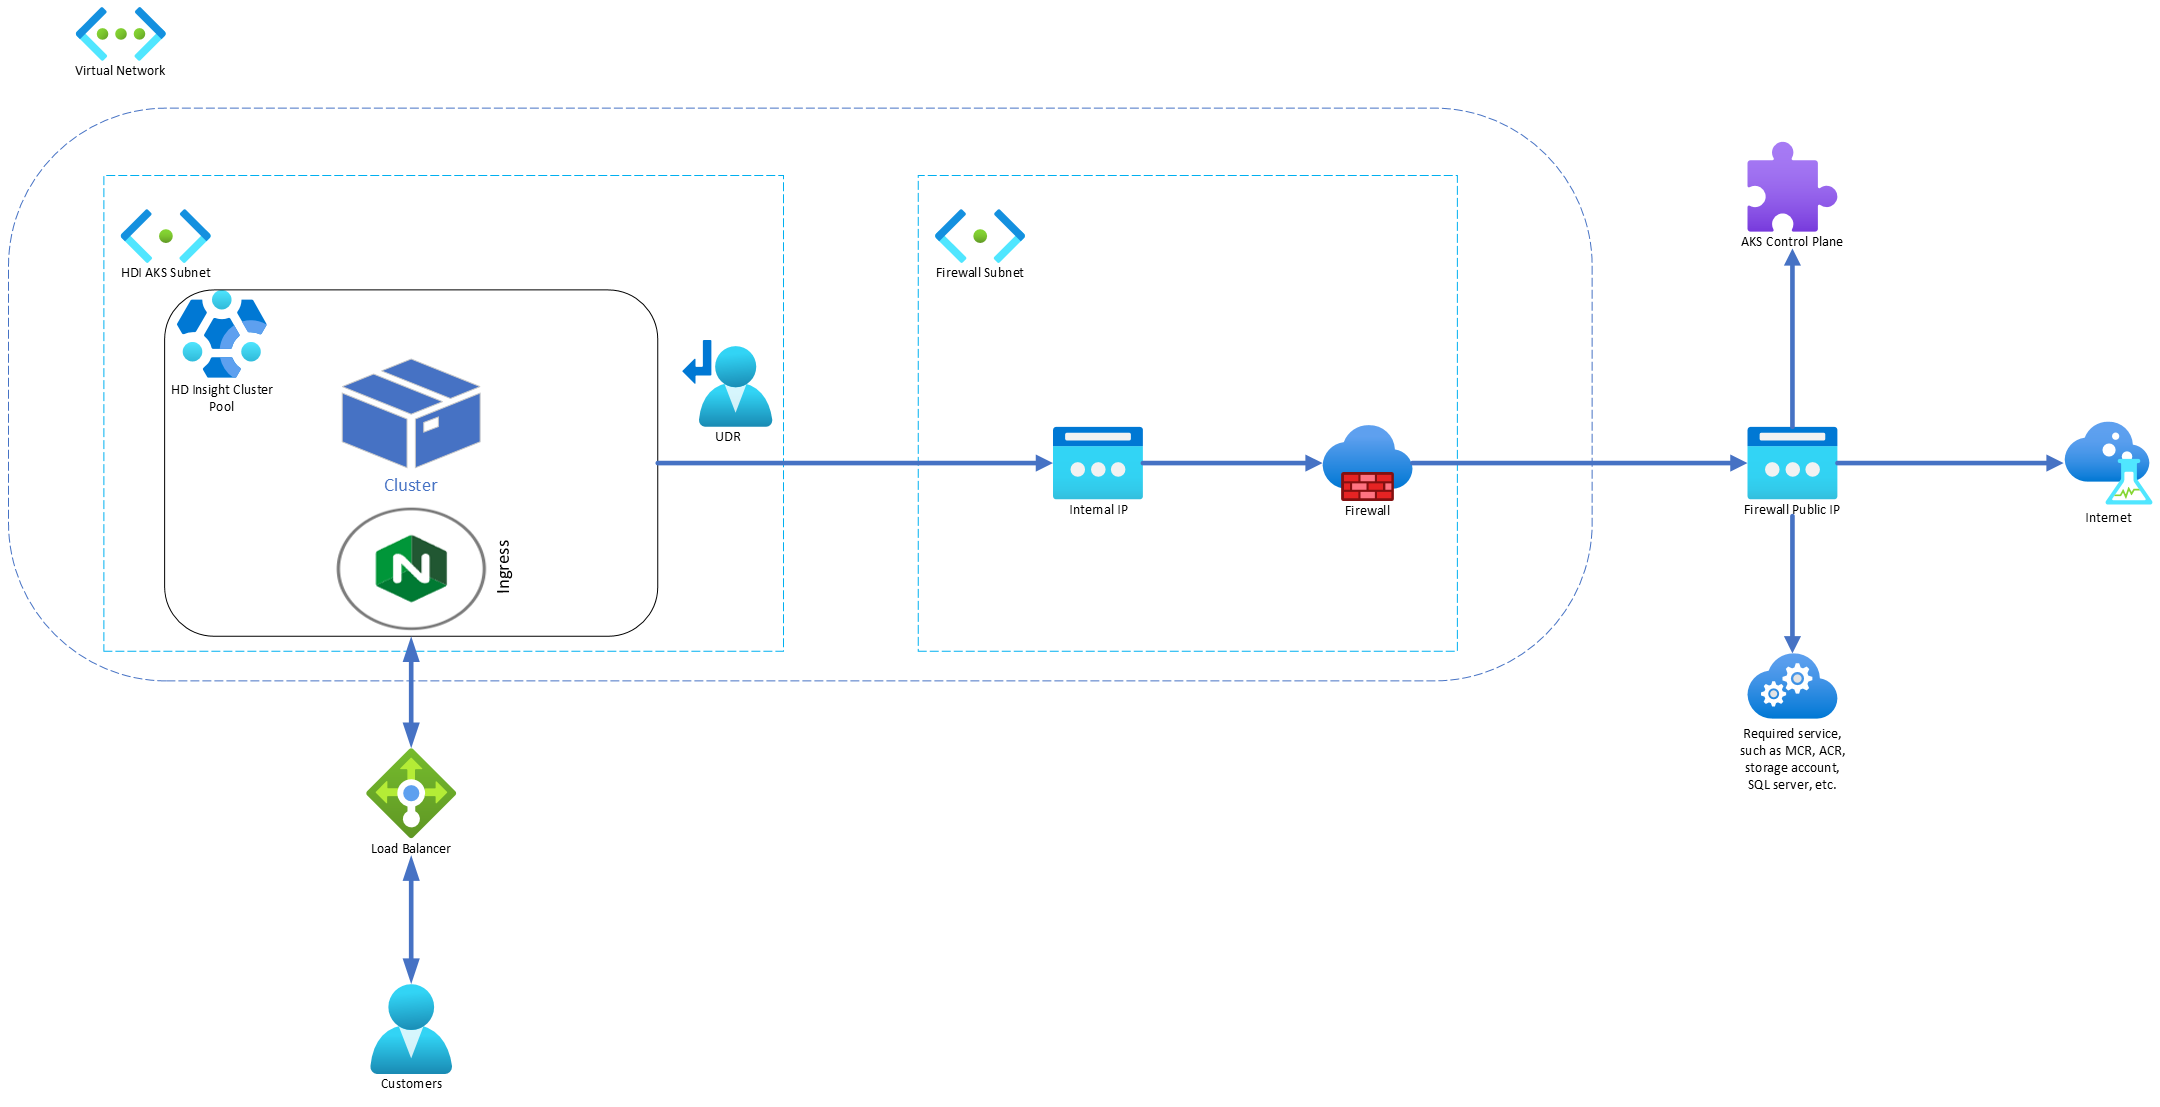 Virtual Network
HDI AKS Subnet
HD Insight Cluster
Pool
Cluster
Ingress
UDR
Firewall Subnet
Internal IP
Firewall
AKS Control Plane
Firewall Public IP
Internet
Required service,
such as MCR, ACR,
storage account,
SQL server, etc.
Load Balancer
Customers